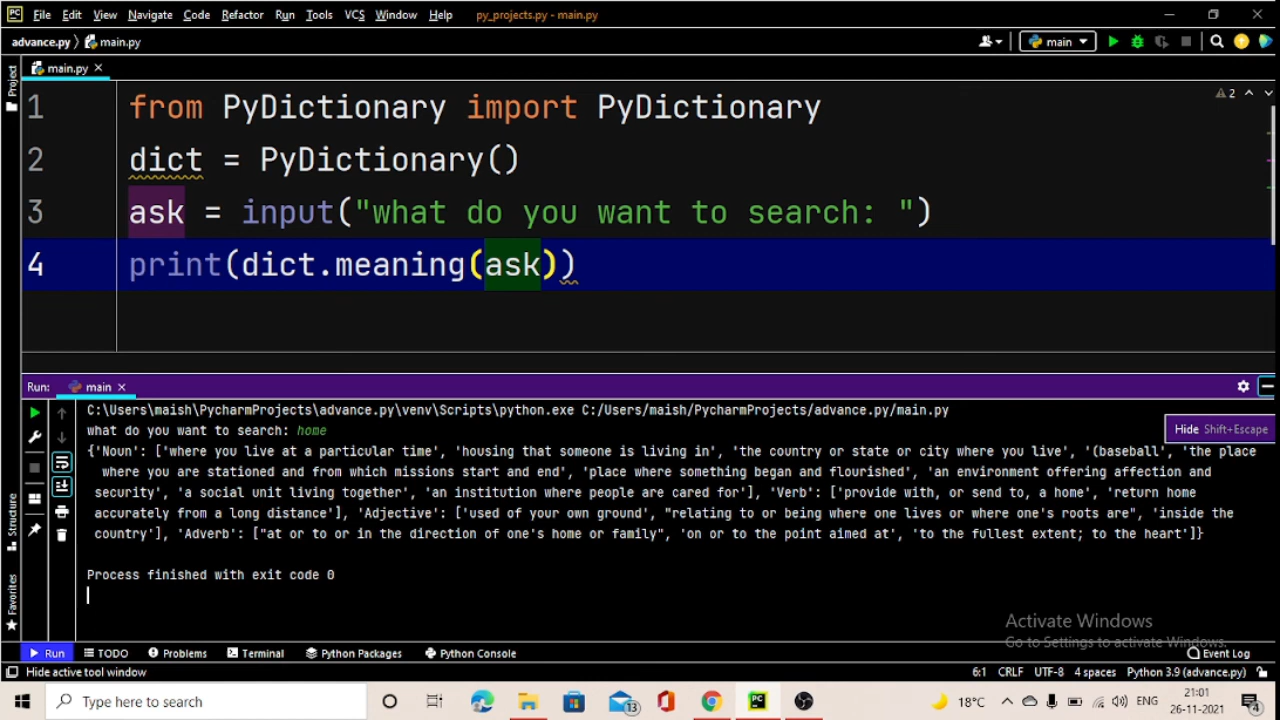 File Edit View Navigate Code Refactor Run Tools VCS Window Help py_projects.py - main.py
advance.py main.py main
Project
main.py
1 from PyDictionary import PyDictionary
2 dict = PyDictionary()
3 ask = input("what do you want to search: ")
4 print(dict.meaning(ask))
2
Run: main
C:\Users\maish\PycharmProjects\advance.py\venv\Scripts\python.exe C:/Users/maish/PycharmProjects/advance.py/main.py
what do you want to search: home
Hide Shift+Escape
{'Noun': ['where you live at a particular time', 'housing that someone is living in', 'the country or state or city where you live', '(baseball', 'the place
where you are stationed and from which missions start and end', 'place where something began and flourished', 'an environment offering affection and
security', 'a social unit living together', 'an institution where people are cared for'], 'Verb': ['provide with, or send to, a home', 'return home
accurately from a long distance'], 'Adjective': ['used of your own ground', "relating to or being where one lives or where one's roots are", 'inside the
country'], 'Adverb': ["at or to or in the direction of one's home or family", 'on or to the point aimed at', 'to the fullest extent; to the heart']}
Process finished with exit code 0
Structure
Favorites
Activate Windows
Go to Settings to activate Windows.
Run TODO Problems Terminal Python Packages Python Console Event Log
Hide active tool window 6:1 CRLF UTF-8 4 spaces Python 3.9 (advance.py)
Type here to search 13 18°C ENG 21:01
26-11-2021 4